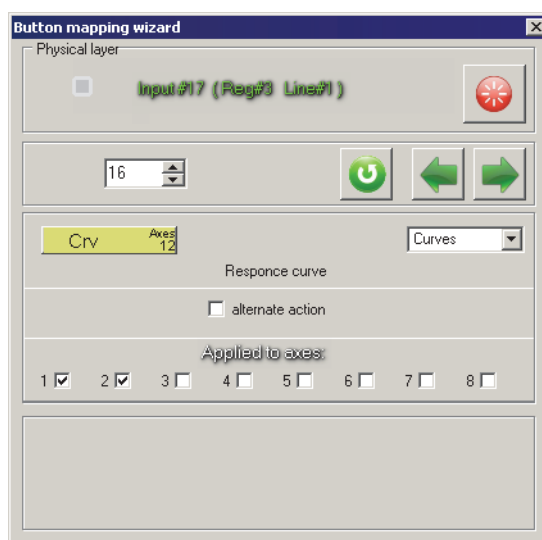 Button mapping wizard
Physical layer
Input#17 (Reg#3 Line#1)
16
Crv Axes 12 Curves
Responce curve
alternate action
Applied to axes:
1 2 3 4 5 6 7 8